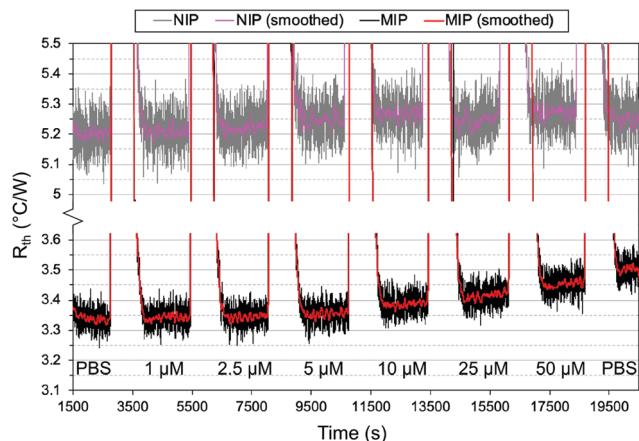 NIP NIP (smoothed) MIP MIP (smoothed)
5.5
5.4
5.3
5.2
5.1
5
3.6
3.5
3.4
3.3
3.2
3.1
Rth (°C/W)
PBS 1 µM 2.5 µM 5 µM 10 µM 25 µM 50 µM PBS
1500 3500 5500 7500 9500 11500 13500 15500 17500 19500
Time (s)